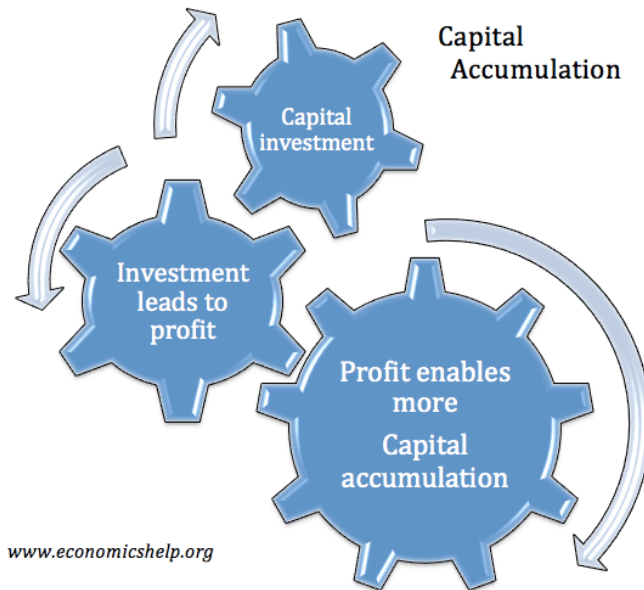 Capital
Accumulation
Capital
investment
Investment
leads to
profit
Profit enables
more
Capital
accumulation
www.economicshelp.org